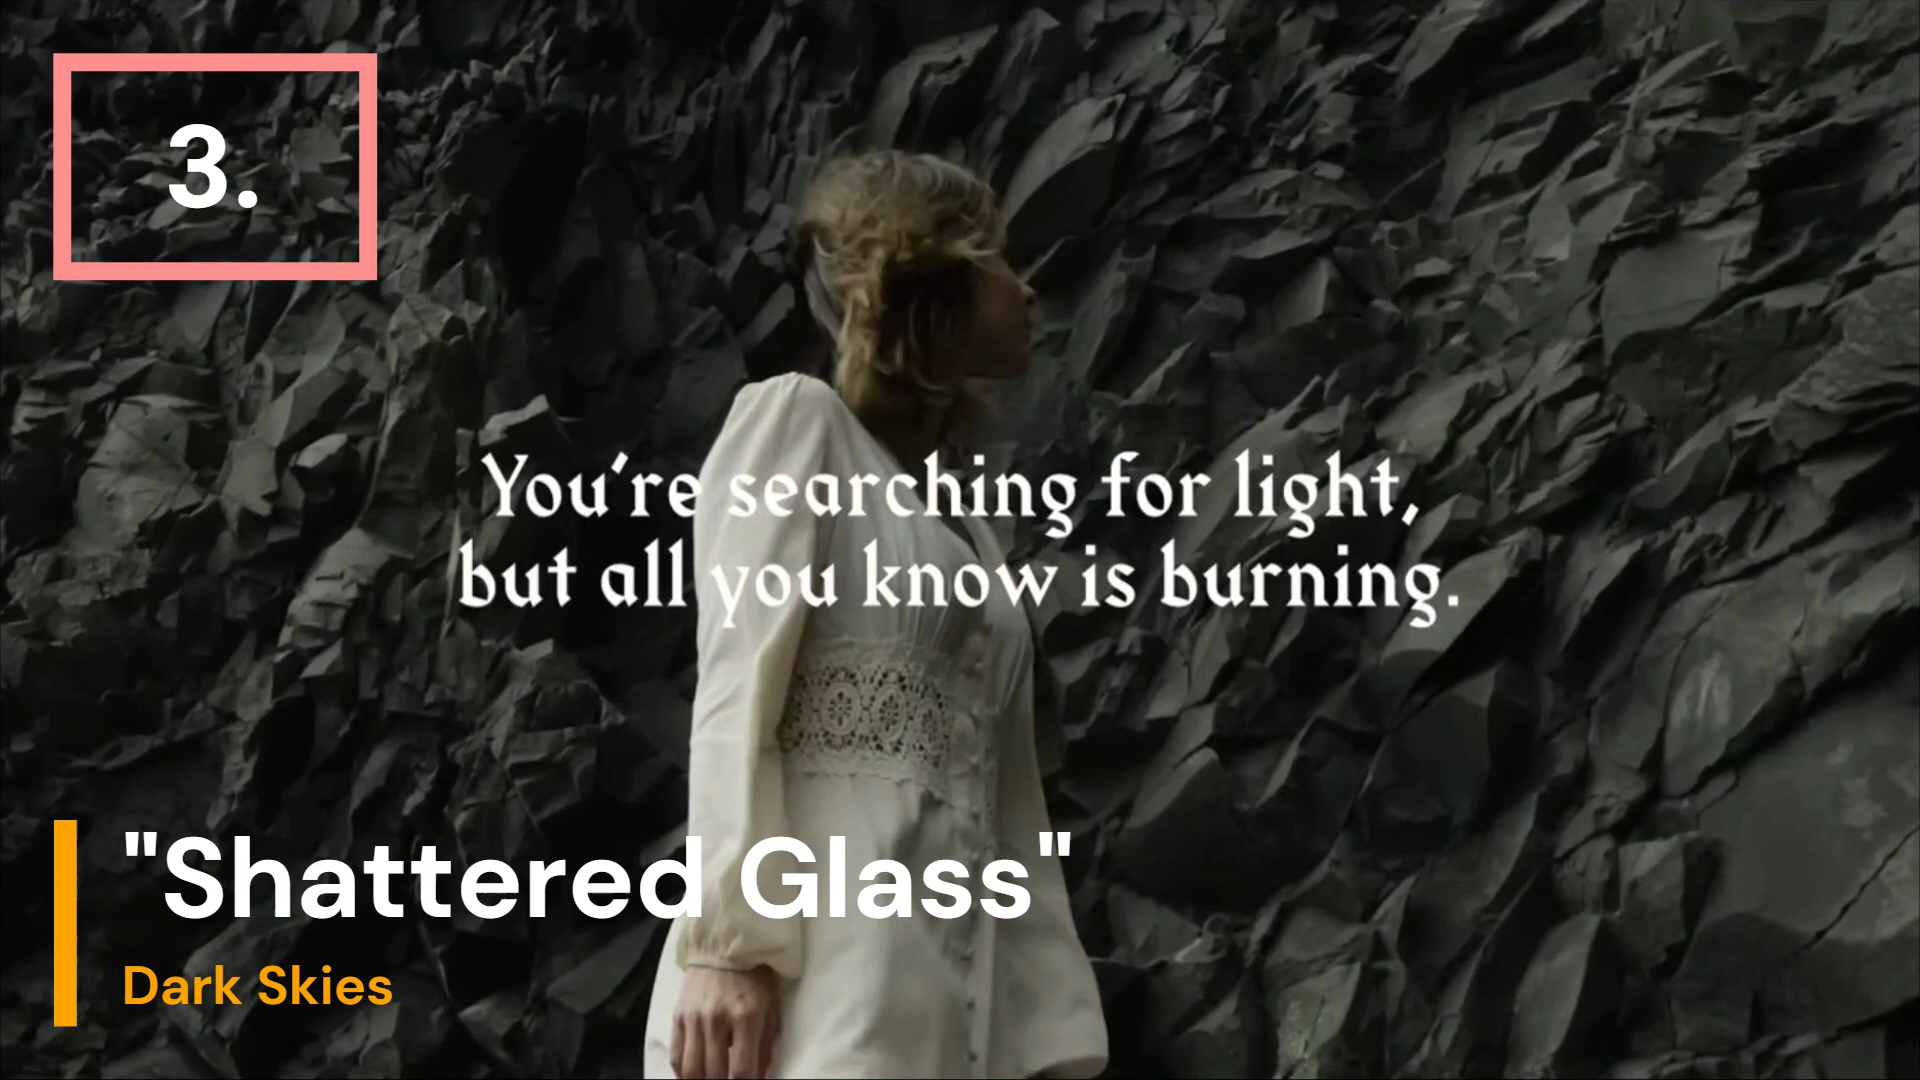 3.
You're searching for light,
but all you know is burning.
"Shattered Glass"
Dark Skies